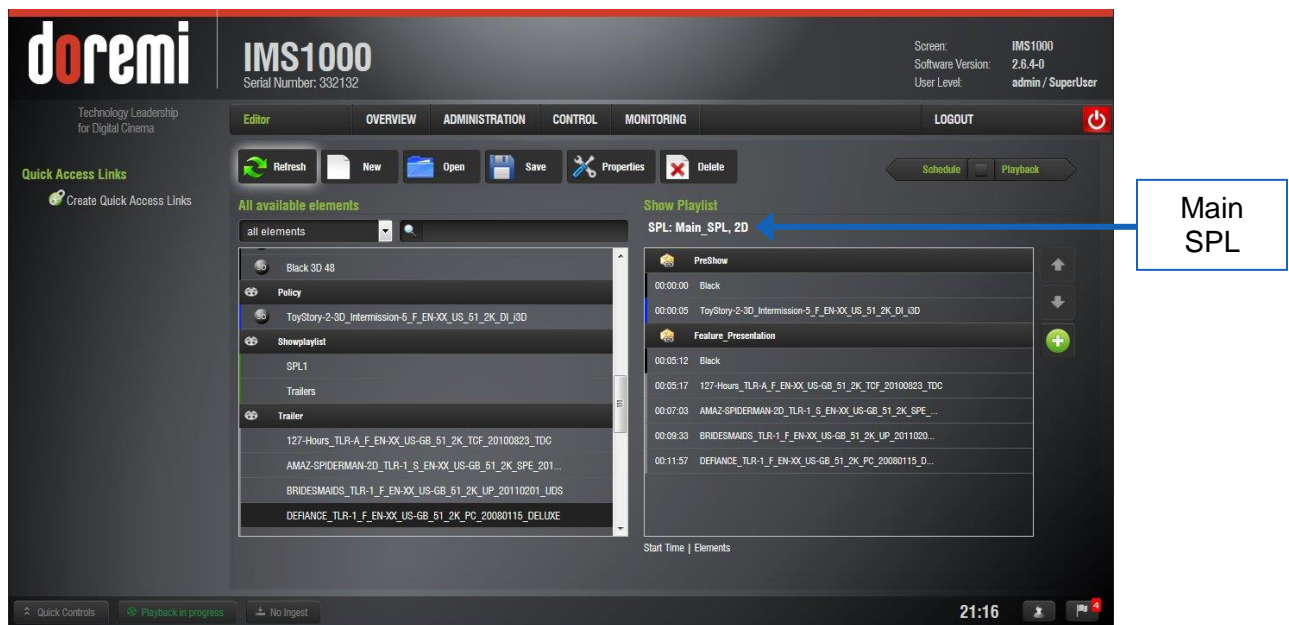 doremi
Technology Leadership
for Digital Cinema
IMS1000
Serial Number: 332132
Screen: IMS1000
Software Version: 2.6.4-0
User Level: admin / SuperUser
Editor OVERVIEW ADMINISTRATION CONTROL MONITORING LOGOUT
Quick Access Links
Create Quick Access Links
Refresh New Open Save Properties Delete
Schedule Playback
All available elements
all elements
3D Black 3D 48
Policy
3D ToyStory-2-3D_Intermission-5_F_EN-XX_US_51_2K_DI_i3D
Showplaylist
SPL1
Trailers
Trailer
127-Hours_TLR-A_F_EN-XX_US-GB_51_2K_TCF_20100823_TDC
AMAZ-SPIDERMAN-2D_TLR-1_S_EN-XX_US-GB_51_2K_SPE_201...
BRIDESMAIDS_TLR-1_F_EN-XX_US-GB_51_2K_UP_20110201_UDS
DEFIANCE_TLR-1_F_EN-XX_US-GB_51_2K_PC_20080115_DELUXE
Show Playlist
SPL: Main_SPL, 2D
PreShow
00:00:00 Black
00:00:05 ToyStory-2-3D_Intermission-5_F_EN-XX_US_51_2K_DI_i3D
Feature_Presentation
00:05:12 Black
00:05:17 127-Hours_TLR-A_F_EN-XX_US-GB_51_2K_TCF_20100823_TDC
00:07:03 AMAZ-SPIDERMAN-2D_TLR-1_S_EN-XX_US-GB_51_2K_SPE_...
00:09:33 BRIDESMAIDS_TLR-1_F_EN-XX_US-GB_51_2K_UP_2011020...
00:11:57 DEFIANCE_TLR-1_F_EN-XX_US-GB_51_2K_PC_20080115_D...
Start Time | Elements
Main
SPL
Quick Controls Playback in progress No Ingest 21:16 4